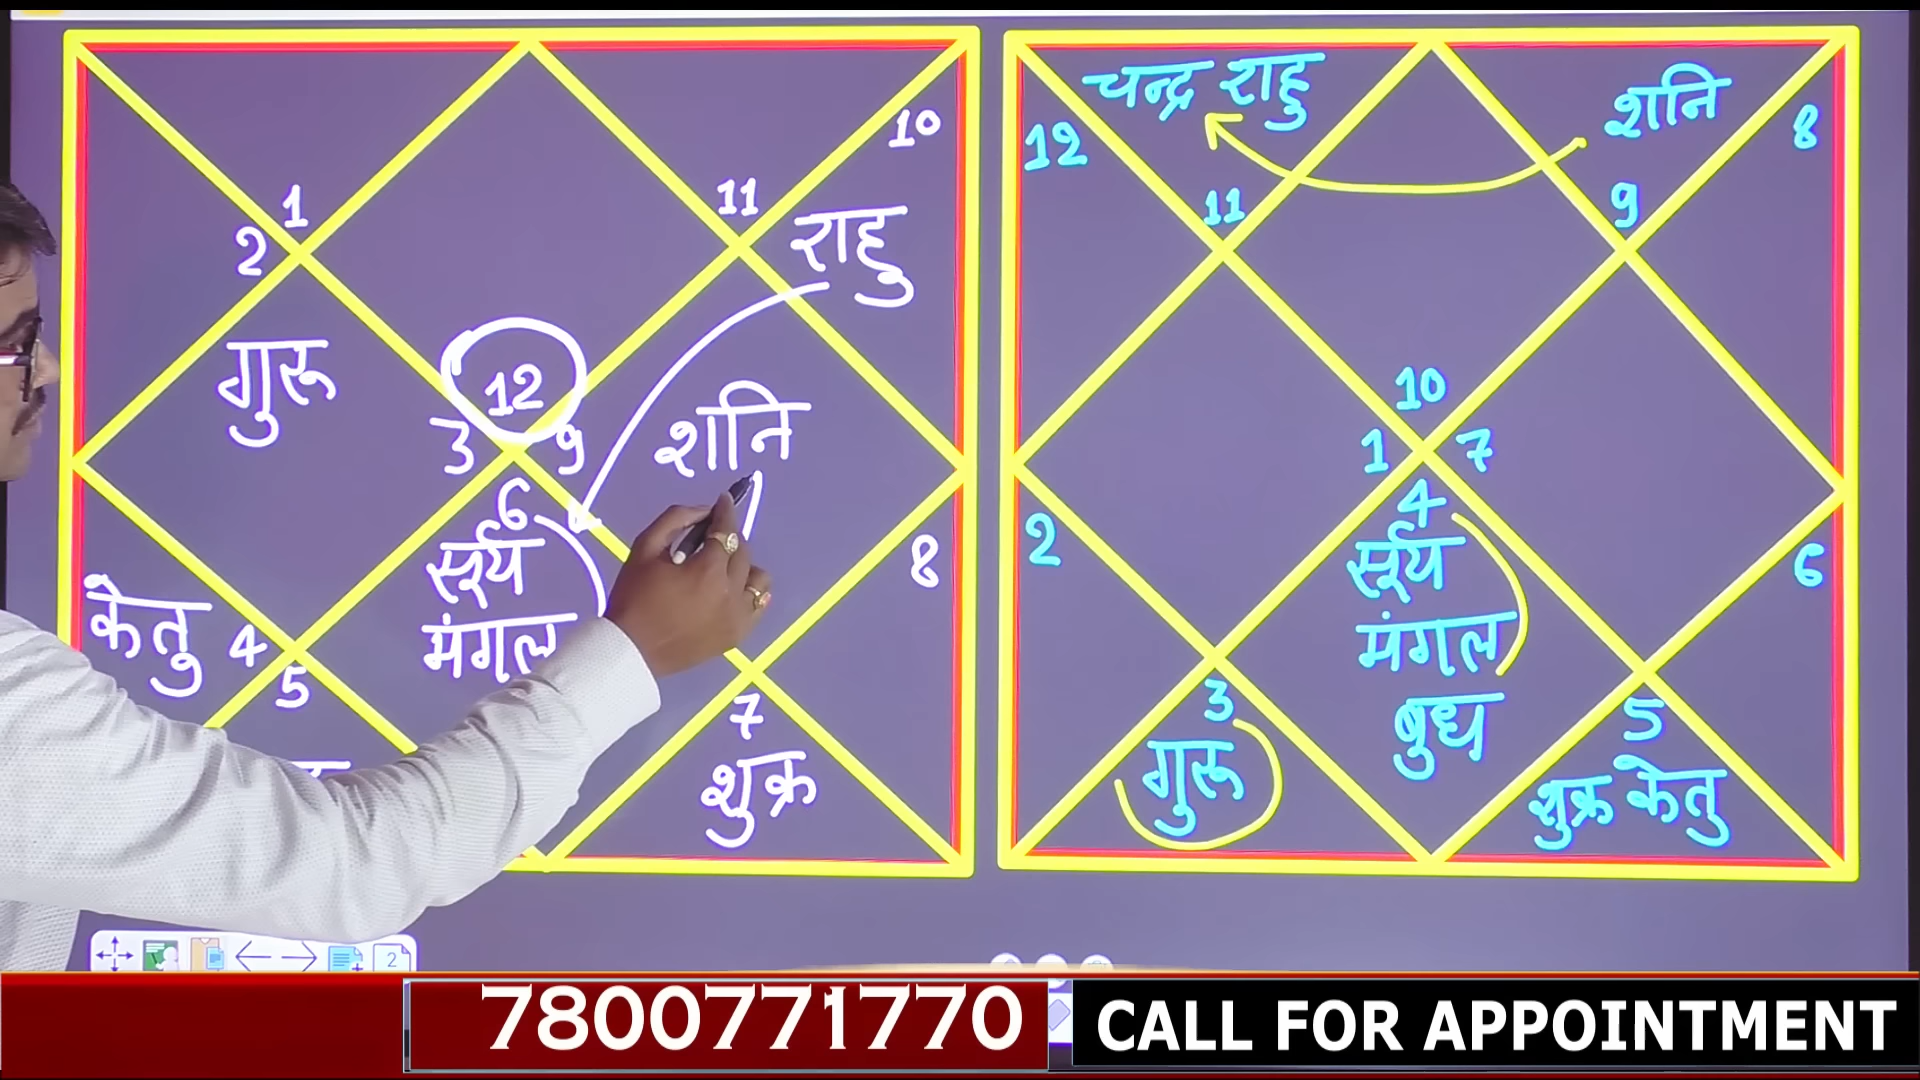 10
1
11
2
राहु
गुरू
12
शनि
3
9
6
सूर्य
8
केतु
4
मंगल
5
7
शुक्र
चन्द्र राहु
शनि
12
8
11
9
10
1
7
4
2
सूर्य
6
मंगल
3
बुध
5
गुरू
शुक्र केतु
2
7800771770
CALL FOR APPOINTMENT